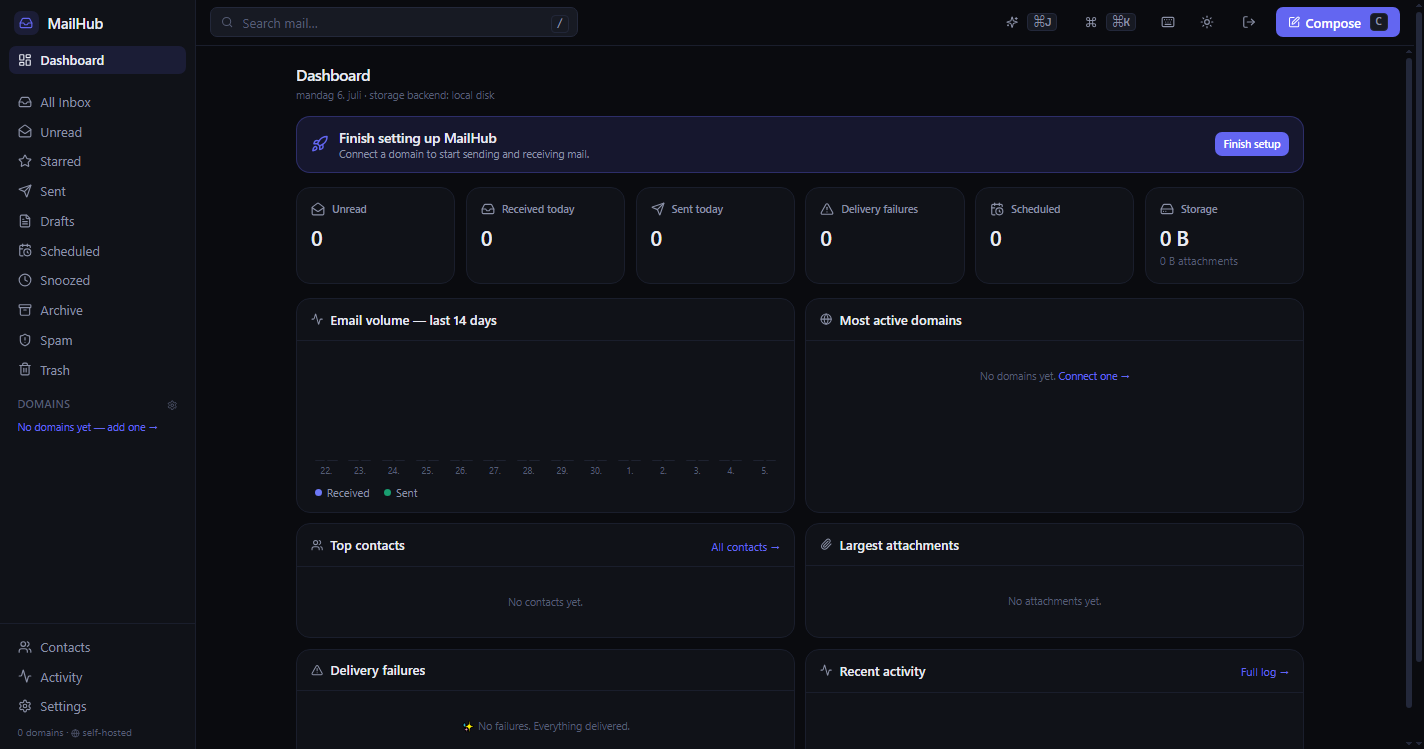 MailHub
Search mail...
/
⌘J
⌘K
Compose
C
Dashboard
All Inbox
Unread
Starred
Sent
Drafts
Scheduled
Snoozed
Archive
Spam
Trash
DOMAINS
No domains yet — add one →
Contacts
Activity
Settings
0 domains · self-hosted
Dashboard
mandag 6. juli · storage backend: local disk
Finish setting up MailHub
Connect a domain to start sending and receiving mail.
Finish setup
Unread
0
Received today
0
Sent today
0
Delivery failures
0
Scheduled
0
Storage
0 B
0 B attachments
Email volume — last 14 days
22. 23. 24. 25. 26. 27. 28. 29. 30. 1. 2. 3. 4. 5.
Received Sent
Most active domains
No domains yet. Connect one →
Top contacts
All contacts →
No contacts yet.
Largest attachments
No attachments yet.
Delivery failures
✨ No failures. Everything delivered.
Recent activity
Full log →